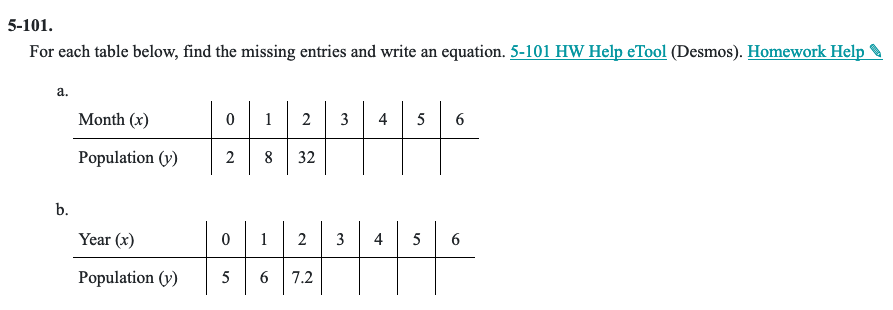 5-101.
For each table below, find the missing entries and write an equation. 5-101 HW Help eTool (Desmos). Homework Help ✎
a.
Month (x) 0 1 2 3 4 5 6
Population (y) 2 8 32
b.
Year (x) 0 1 2 3 4 5 6
Population (y) 5 6 7.2